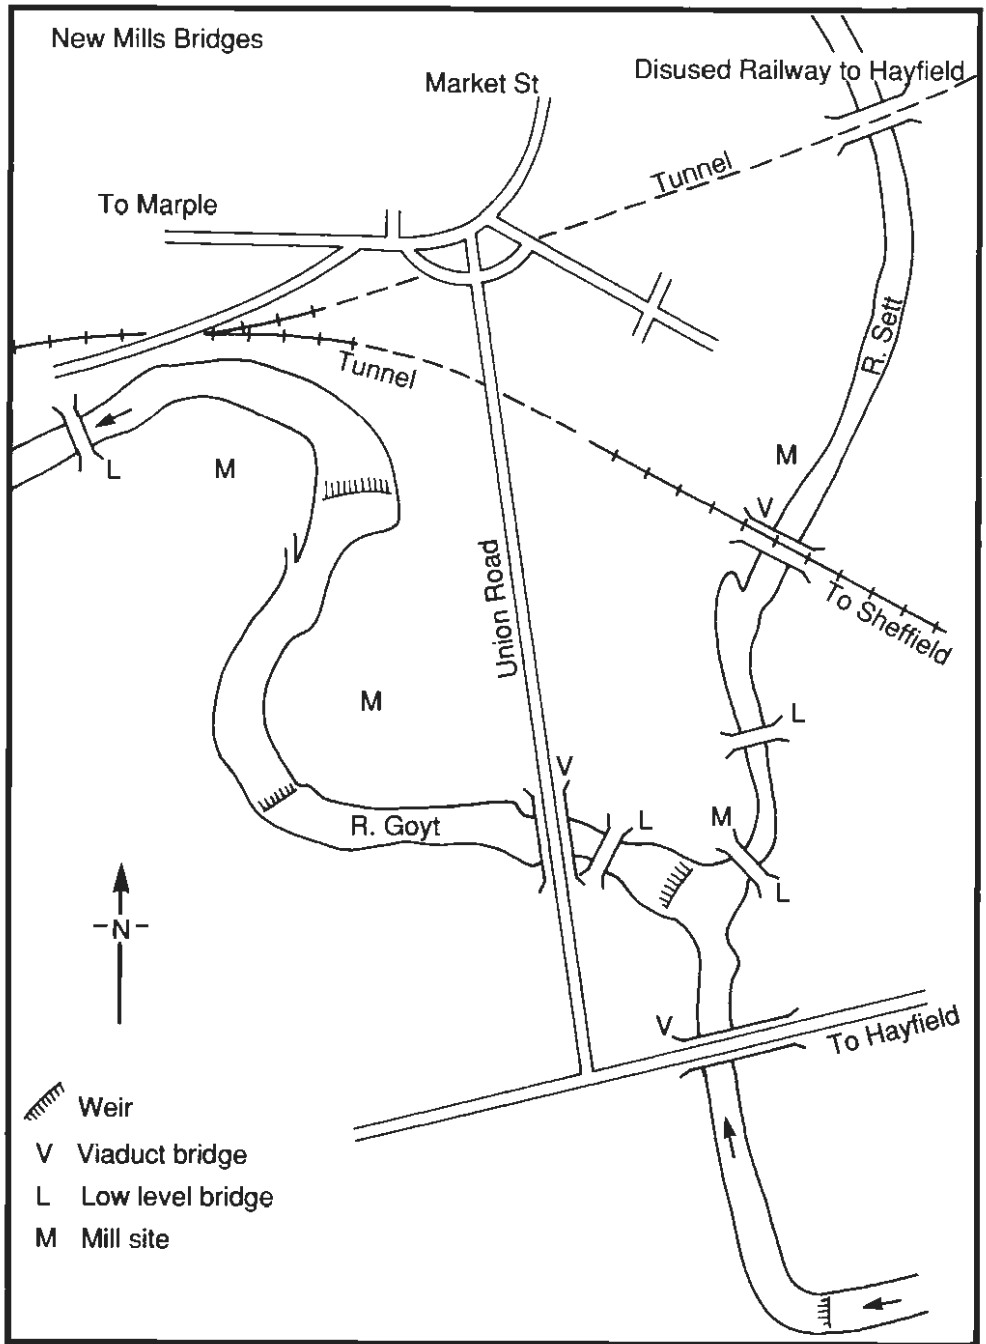 New Mills Bridges
Market St
Disused Railway to Hayfield
Tunnel
To Marple
R. Sett
Tunnel
L
M
M
V
Union Road
To Sheffield
M
L
V
L
M
R. Goyt
L
-N-
V
To Hayfield
Weir
V Viaduct bridge
L Low level bridge
M Mill site